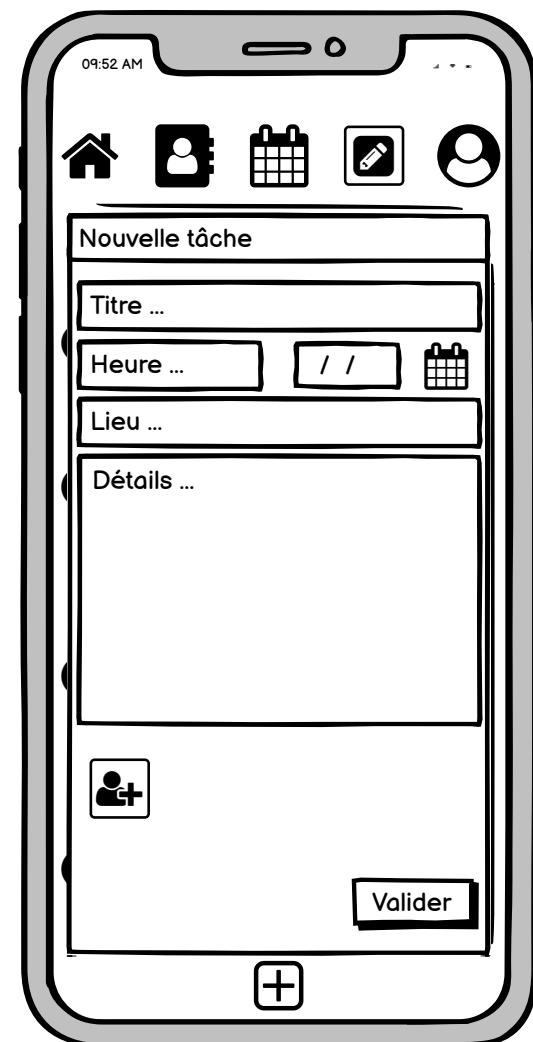 09:52 AM
Nouvelle tâche
Titre ...
Heure ...
/ /
Lieu ...
Détails ...
Valider